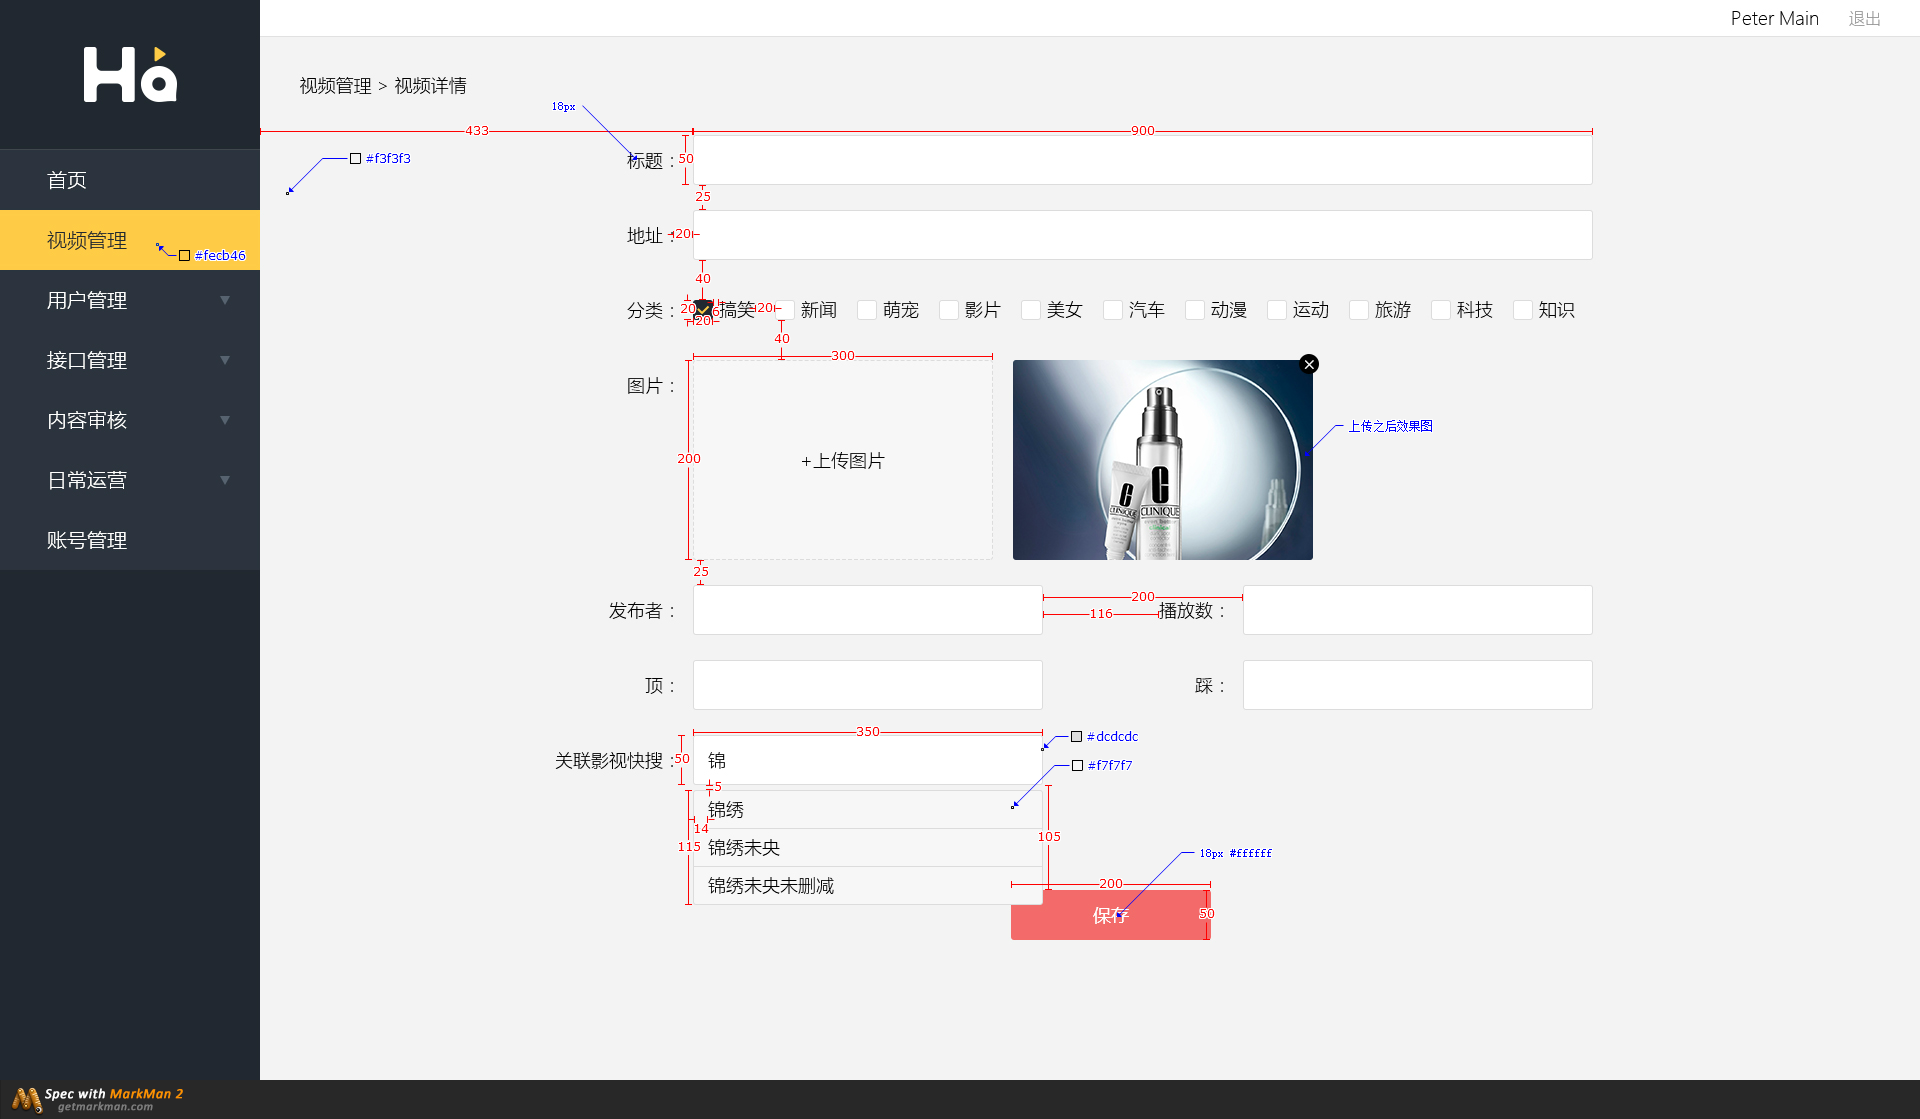 Ha
Peter Main 退出
视频管理 > 视频详情
18px
433
900
#f3f3f3
首页
视频管理
#fecb46
用户管理
接口管理
内容审核
日常运营
账号管理
标题：
50
25
地址：
20
40
分类：
20
20
6
搞笑
20
新闻
萌宠
影片
美女
汽车
动漫
运动
旅游
科技
知识
40
300
图片：
200
+上传图片
CLINIQUE
CLINIQUE
上传之后效果图
25
发布者：
200
116
播放数：
顶：
踩：
350
#dcdcdc
关联影视快搜：
50
锦
#f7f7f7
5
锦绣
14
115
105
锦绣未央
18px #ffffff
锦绣未央未删减
200
保存
50
Spec with MarkMan 2
getmarkman.com